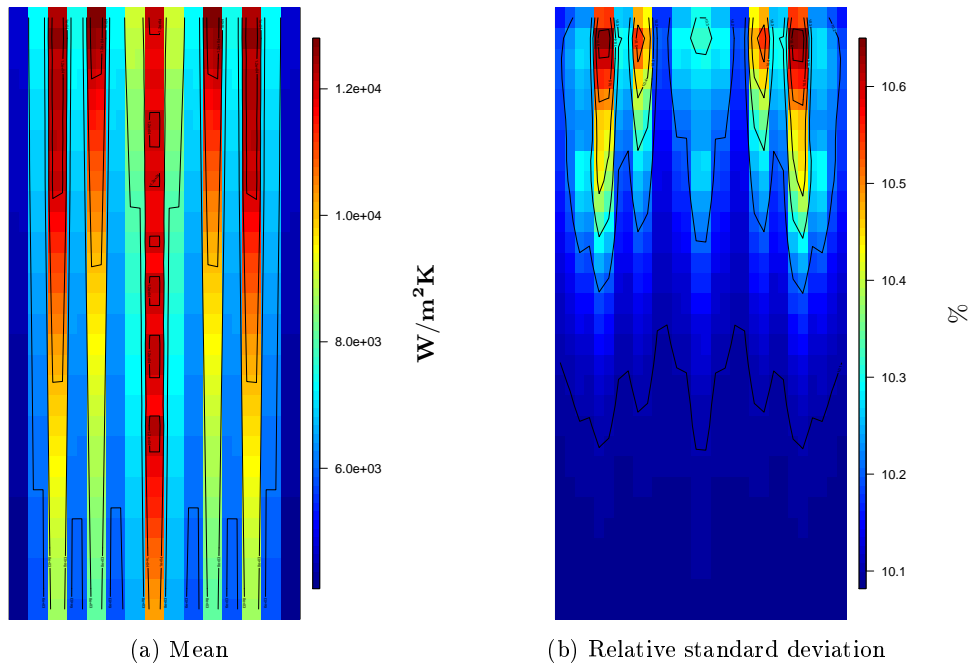 1.2e+04
1.0e+04
8.0e+03
6.0e+03
W/m²K
10.6
10.5
10.4
10.3
10.2
10.1
%
(a) Mean
(b) Relative standard deviation